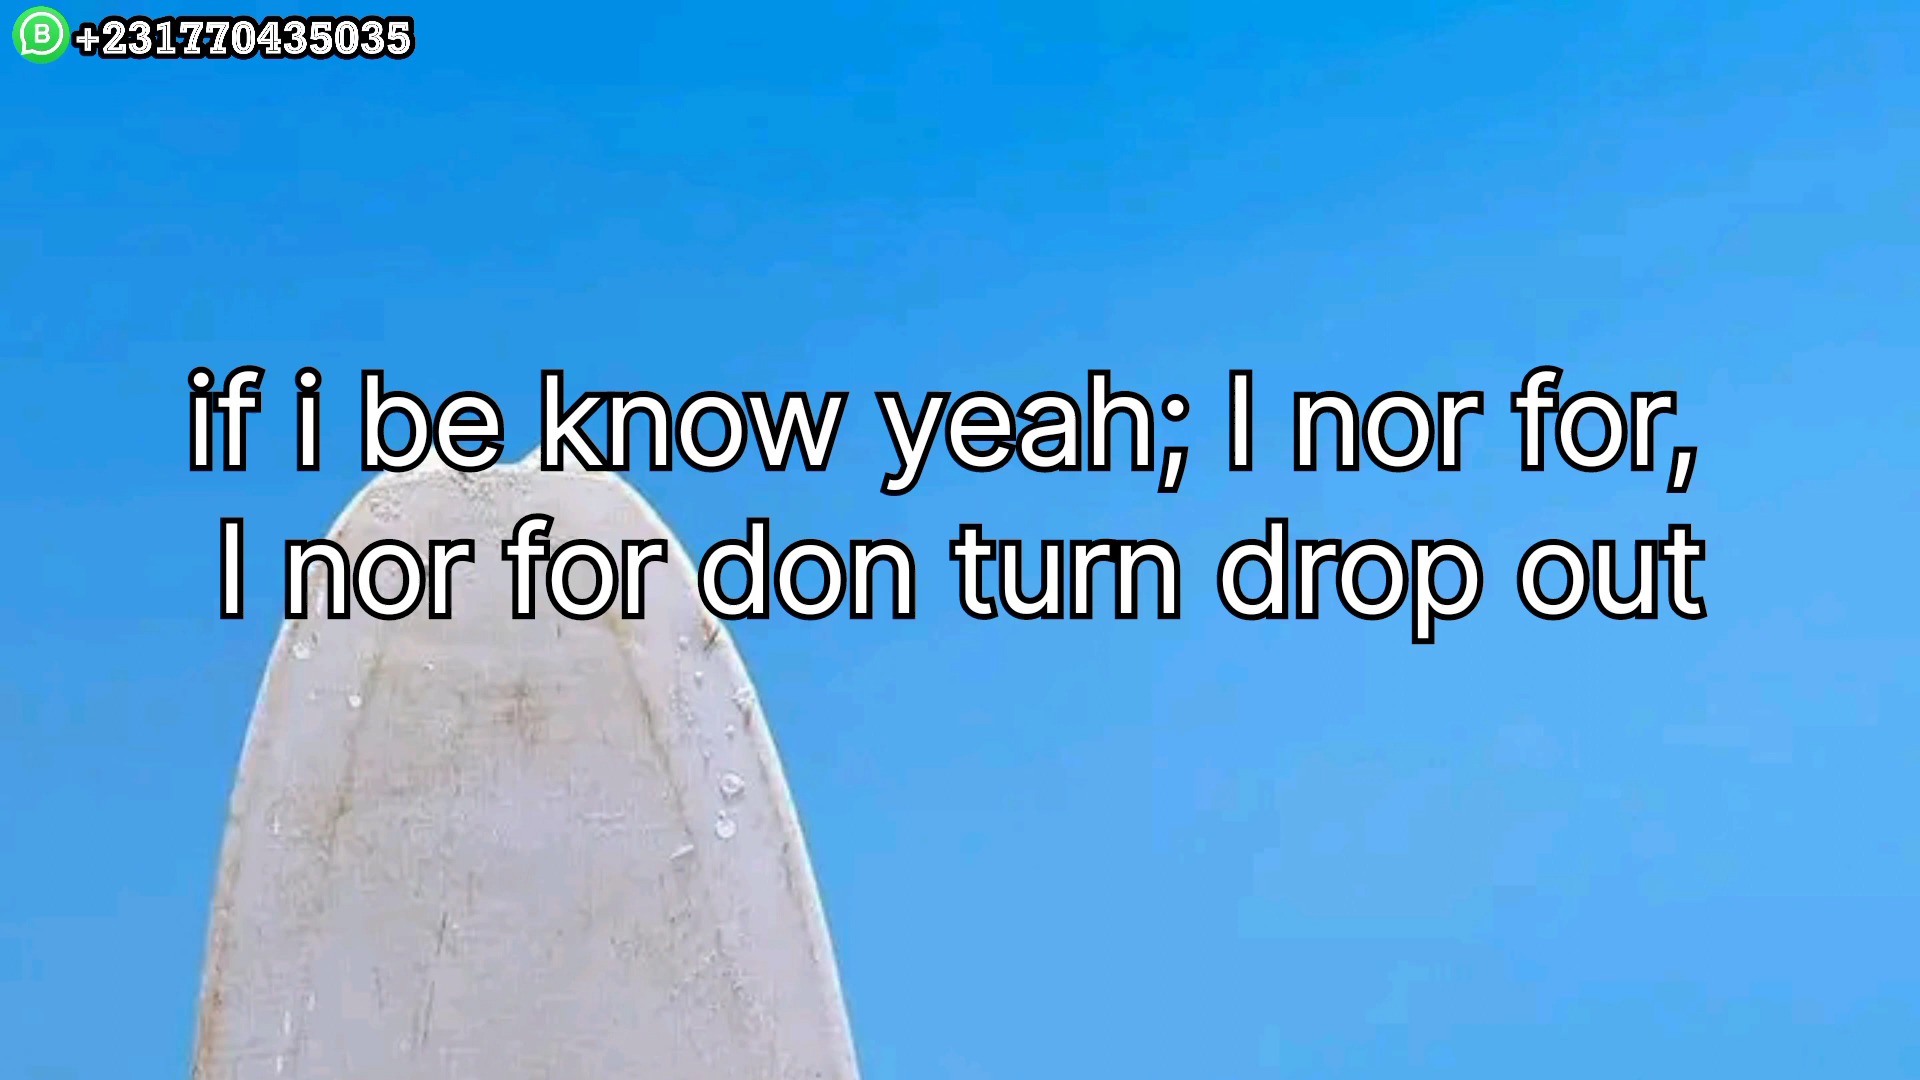 B +231770435035
if i be know yeah; I nor for,
I nor for don turn drop out